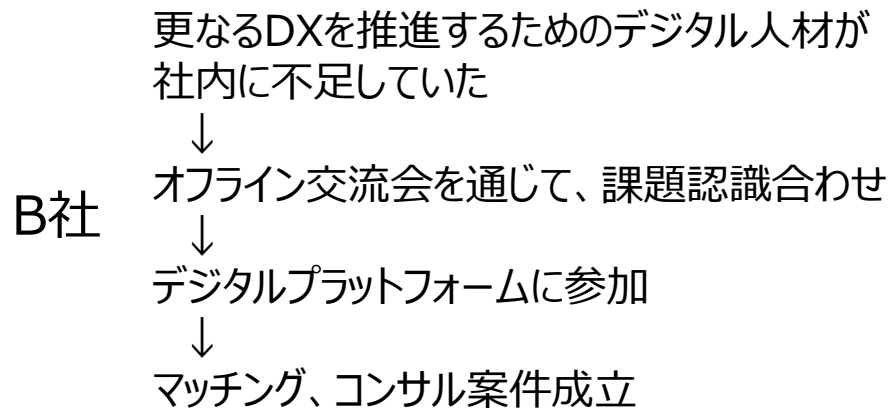 更なるDXを推進するためのデジタル人材が
社内に不足していた
↓
オフライン交流会を通じて、課題認識合わせ
B社
↓
デジタルプラットフォームに参加
↓
マッチング、コンサル案件成立